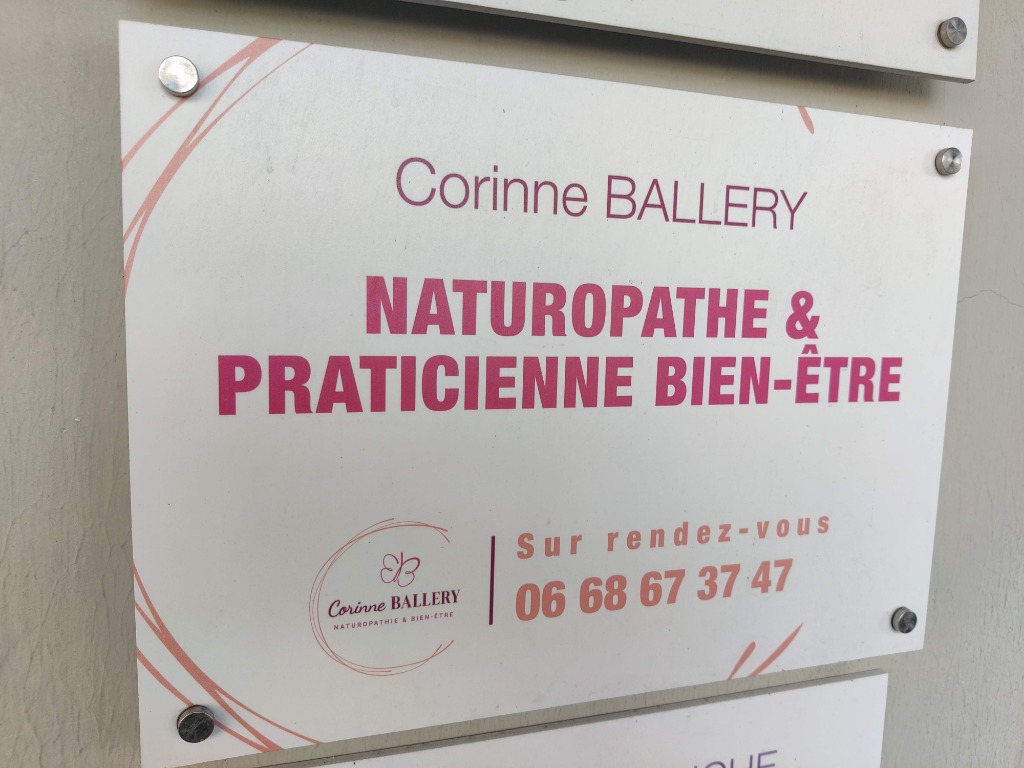 Corinne BALLERY
NATUROPATHE &
PRATICIENNE BIEN-ÊTRE
Corinne BALLERY
NATUROPATHIE & BIEN-ÊTRE
Sur rendez-vous
06 68 67 37 47